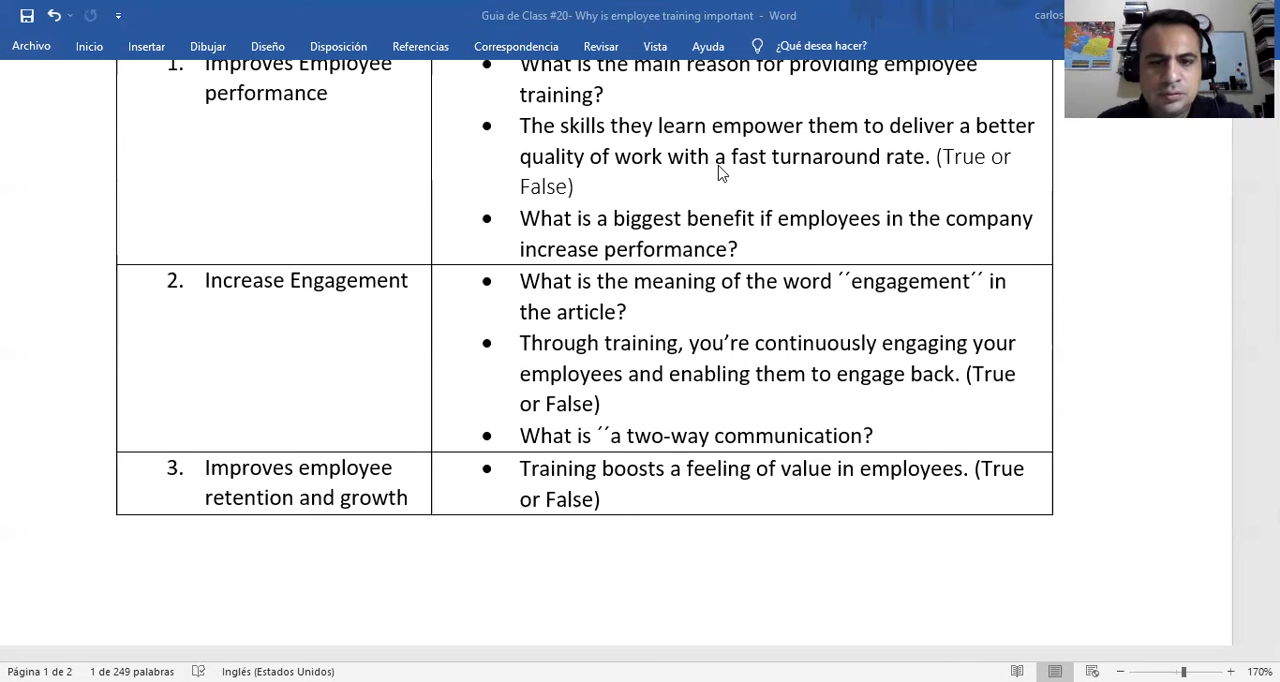 Guia de Class #20- Why is employee training important - Word
carlos
Archivo Inicio Insertar Dibujar Diseño Disposición Referencias Correspondencia Revisar Vista Ayuda ¿Qué desea hacer?
1. Improves Employee
performance
• What is the main reason for providing employee
training?
• The skills they learn empower them to deliver a better
quality of work with a fast turnaround rate. (True or
False)
• What is a biggest benefit if employees in the company
increase performance?
2. Increase Engagement
• What is the meaning of the word ´´engagement´´ in
the article?
• Through training, you’re continuously engaging your
employees and enabling them to engage back. (True
or False)
• What is ´´a two-way communication?
3. Improves employee
retention and growth
• Training boosts a feeling of value in employees. (True
or False)
Página 1 de 2 1 de 249 palabras Inglés (Estados Unidos) 170%